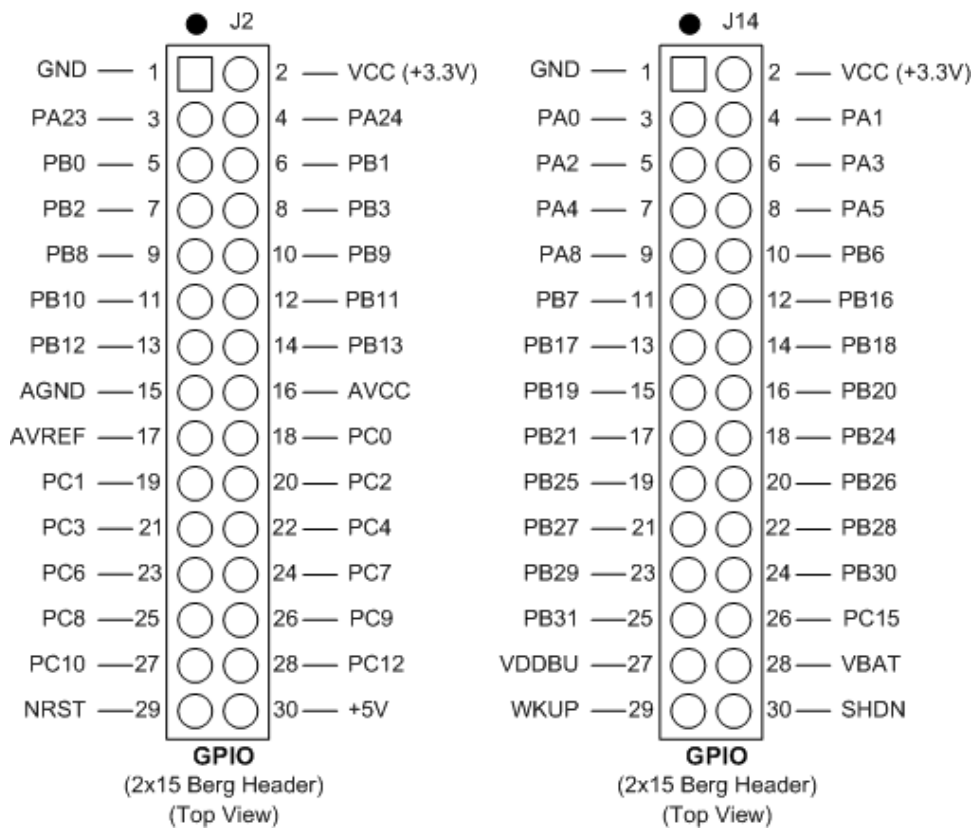 J2 J14
GND 1 2 VCC (+3.3V) GND 1 2 VCC (+3.3V)
PA23 3 4 PA24 PA0 3 4 PA1
PB0 5 6 PB1 PA2 5 6 PA3
PB2 7 8 PB3 PA4 7 8 PA5
PB8 9 10 PB9 PA8 9 10 PB6
PB10 11 12 PB11 PB7 11 12 PB16
PB12 13 14 PB13 PB17 13 14 PB18
AGND 15 16 AVCC PB19 15 16 PB20
AVREF 17 18 PC0 PB21 17 18 PB24
PC1 19 20 PC2 PB25 19 20 PB26
PC3 21 22 PC4 PB27 21 22 PB28
PC6 23 24 PC7 PB29 23 24 PB30
PC8 25 26 PC9 PB31 25 26 PC15
PC10 27 28 PC12 VDDBU 27 28 VBAT
NRST 29 30 +5V WKUP 29 30 SHDN
GPIO GPIO
(2x15 Berg Header) (2x15 Berg Header)
(Top View) (Top View)